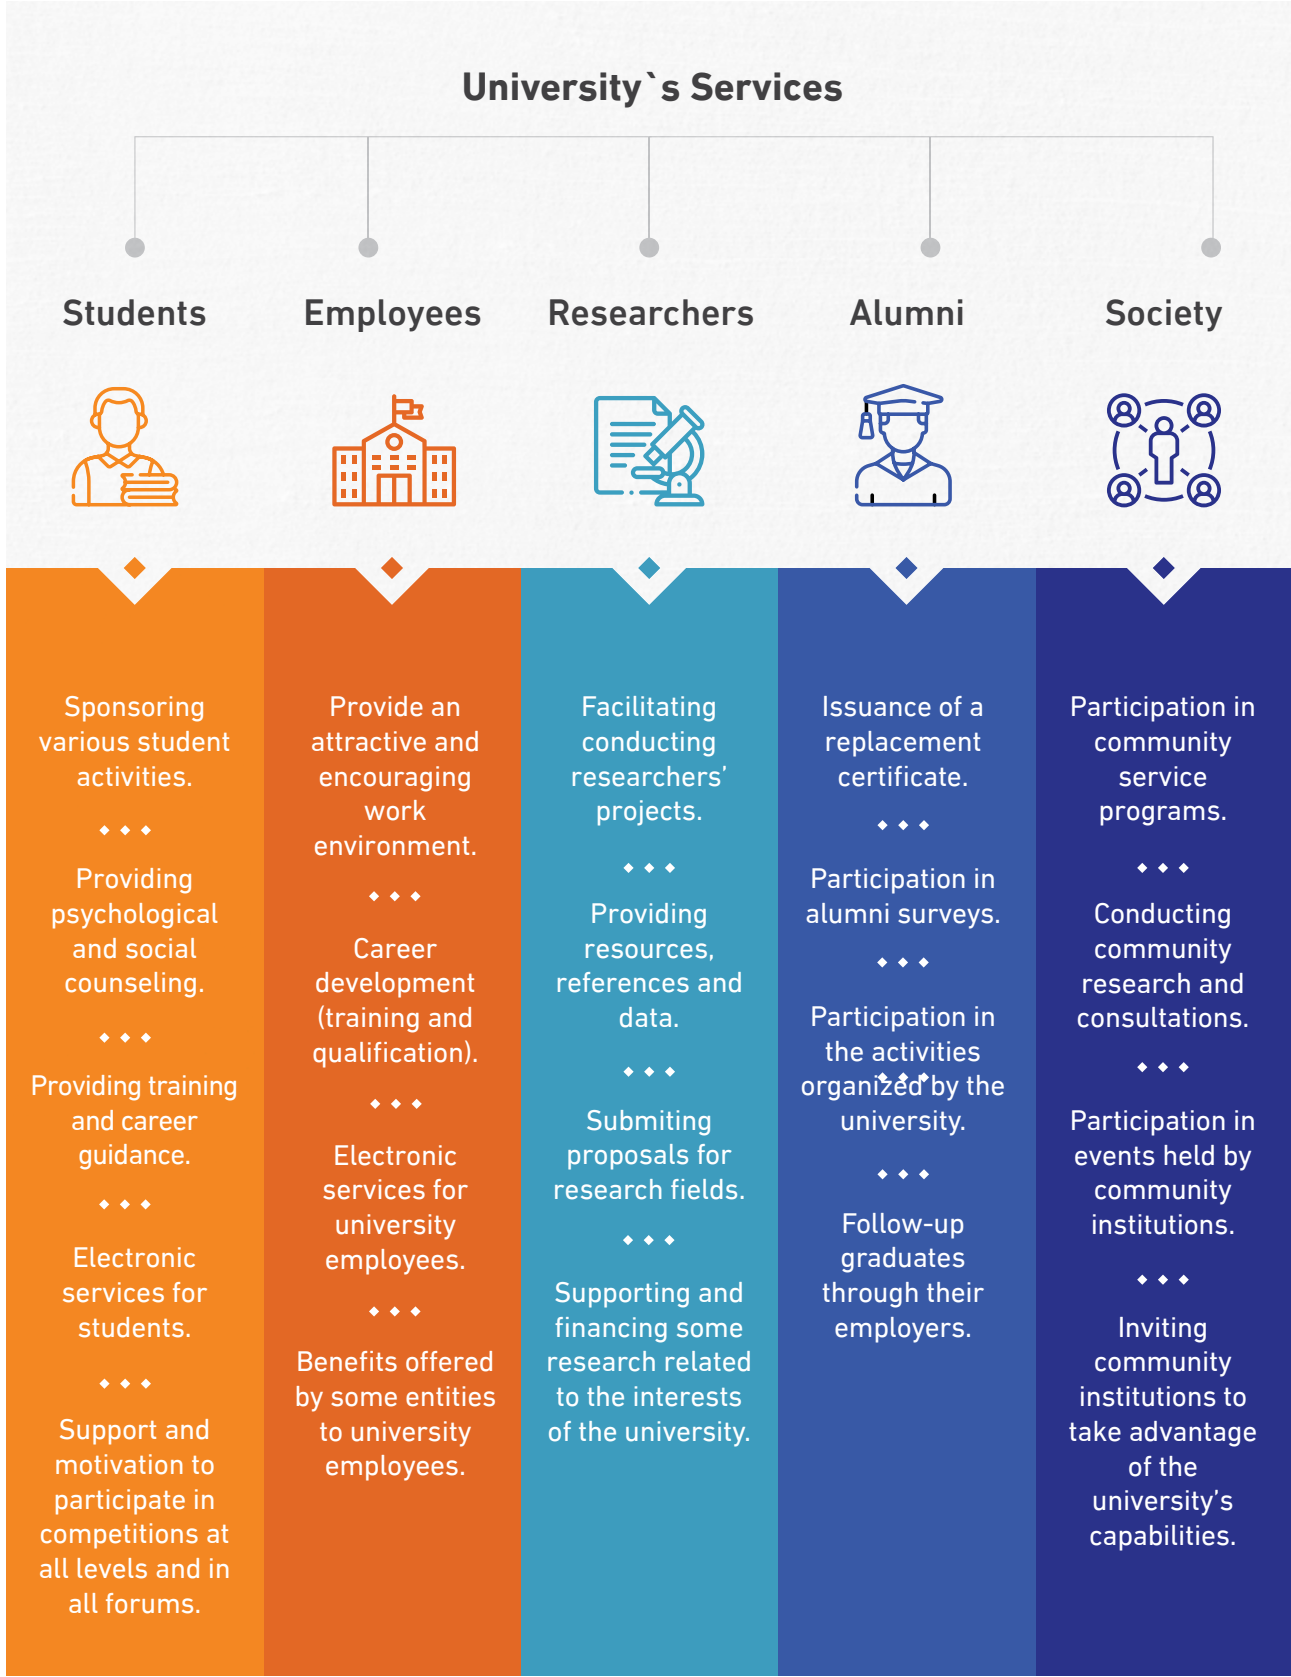 University`s Services
Students
Employees
Researchers
Alumni
Society
Sponsoring
various student
activities.
Providing
psychological
and social
counseling.
Providing training
and career
guidance.
Electronic
services for
students.
Support and
motivation to
participate in
competitions at
all levels and in
all forums.
Provide an
attractive and
encouraging
work
environment.
Career
development
(training and
qualification).
Electronic
services for
university
employees.
Benefits offered
by some entities
to university
employees.
Facilitating
conducting
researchers’
projects.
Providing
resources,
references and
data.
Submiting
proposals for
research fields.
Supporting and
financing some
research related
to the interests
of the university.
Issuance of a
replacement
certificate.
Participation in
alumni surveys.
Participation in
the activities
organized by the
university.
Follow-up
graduates
through their
employers.
Participation in
community
service
programs.
Conducting
community
research and
consultations.
Participation in
events held by
community
institutions.
Inviting
community
institutions to
take advantage
of the
university’s
capabilities.